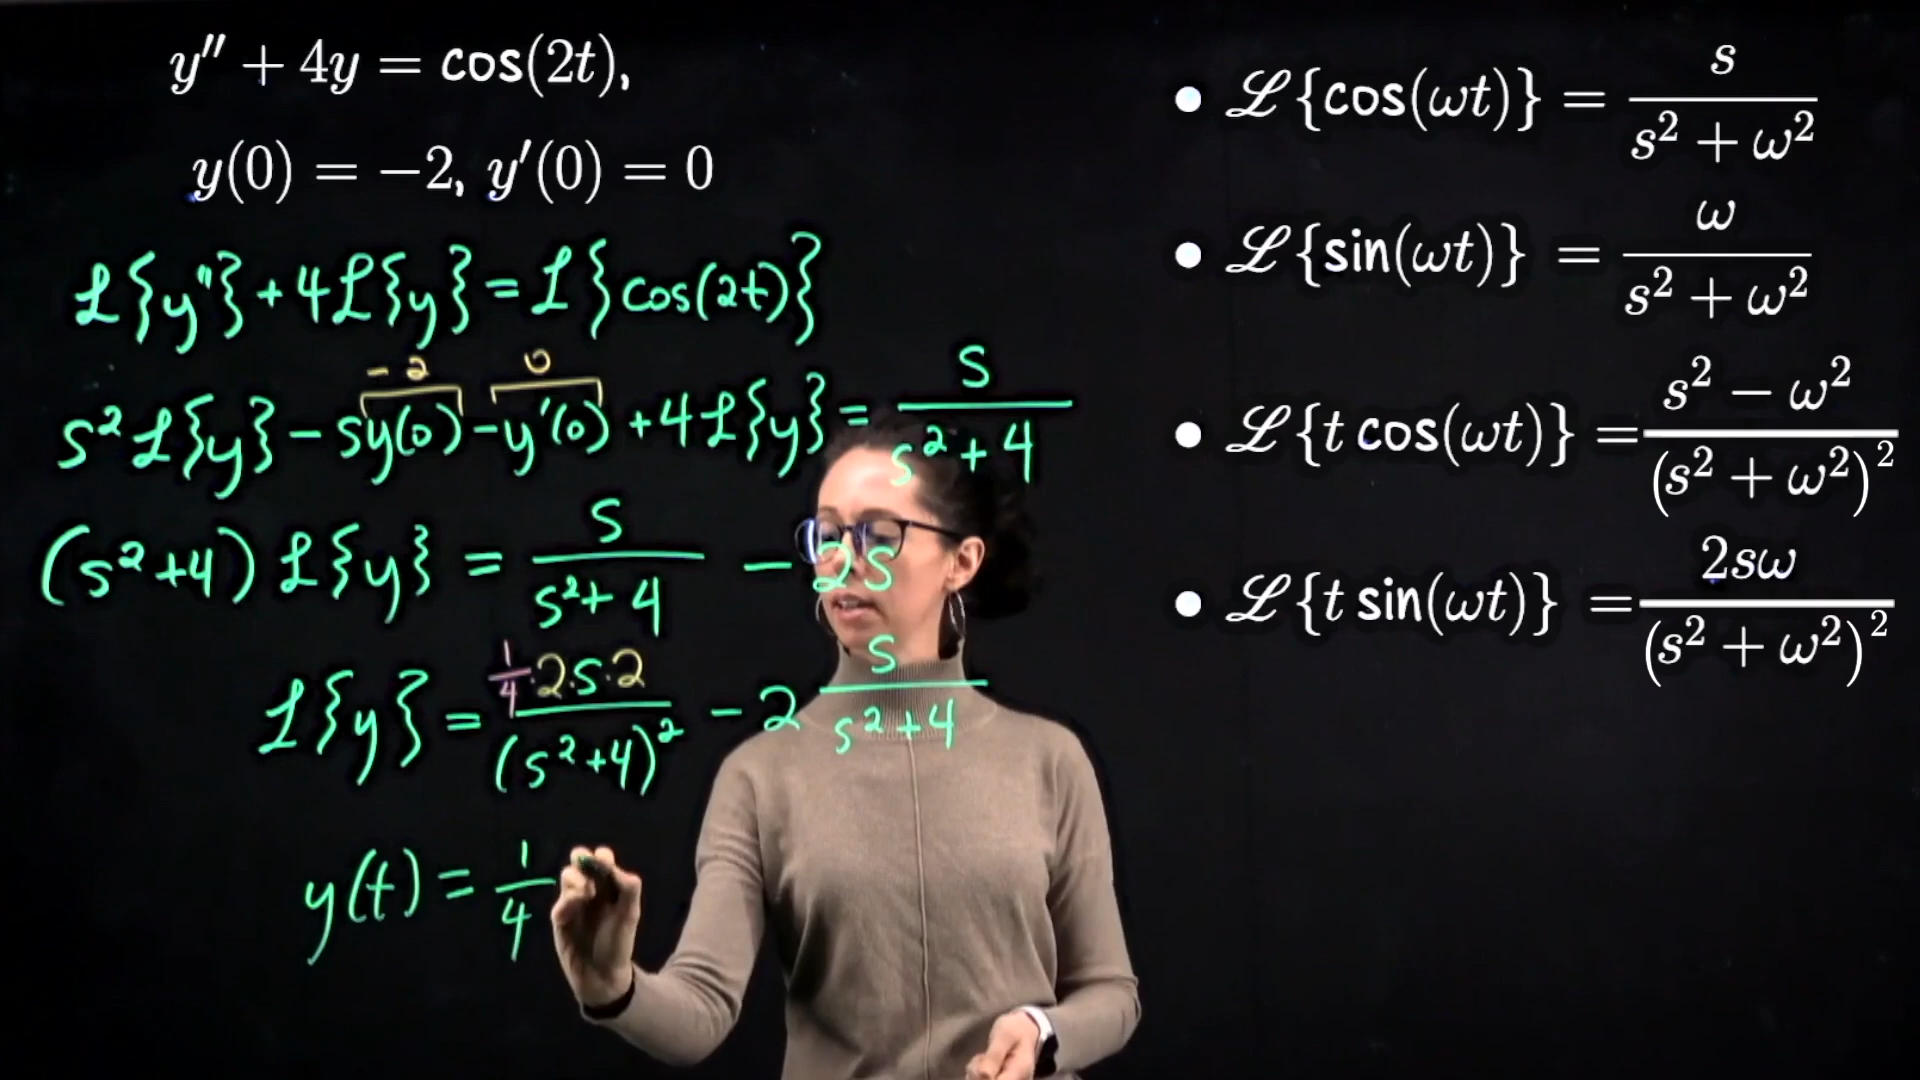 y″ + 4y = cos(2t),
y(0) = −2, y′(0) = 0
ℒ{y"} + 4ℒ{y} = ℒ{cos(2t)}
−2 0
s²ℒ{y} − sy(0) − y′(0) + 4ℒ{y} = s/(s² + 4)
(s² + 4) ℒ{y} = s/(s² + 4) − 2s
ℒ{y} = (1/4 · 2·s·2)/(s² + 4)² − 2 s/(s² + 4)
y(t) = 1/4
• ℒ{cos(ωt)} = s/(s² + ω²)
• ℒ{sin(ωt)} = ω/(s² + ω²)
• ℒ{t cos(ωt)} = (s² − ω²)/(s² + ω²)²
• ℒ{t sin(ωt)} = 2sω/(s² + ω²)²